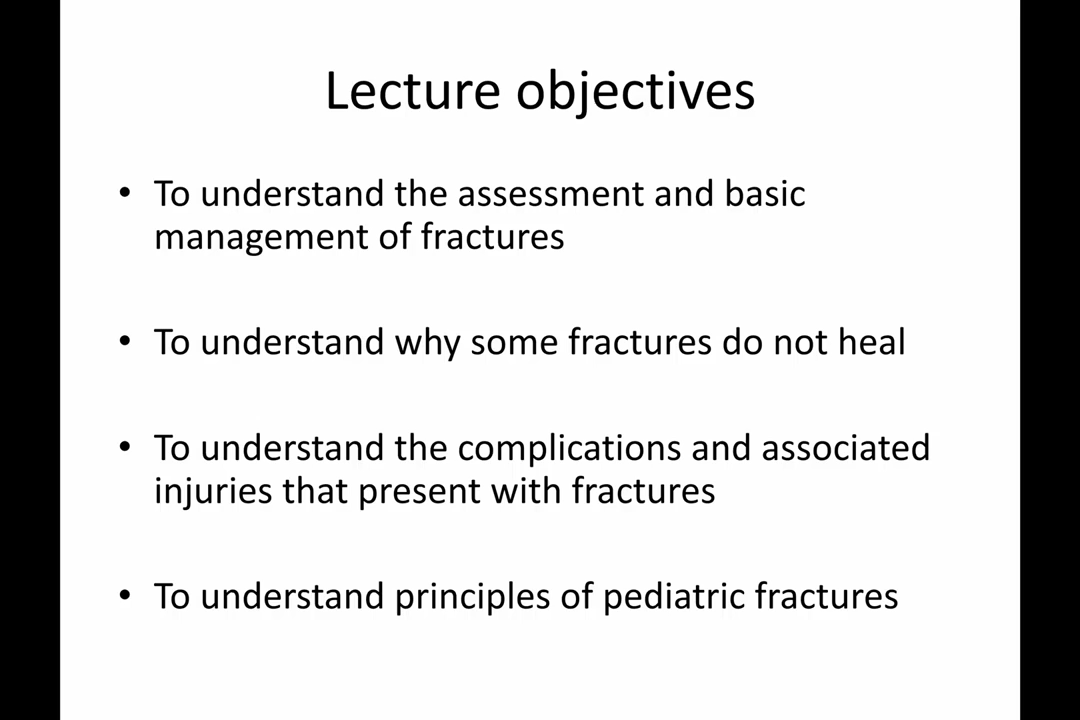 Lecture objectives
• To understand the assessment and basic
management of fractures
• To understand why some fractures do not heal
• To understand the complications and associated
injuries that present with fractures
• To understand principles of pediatric fractures